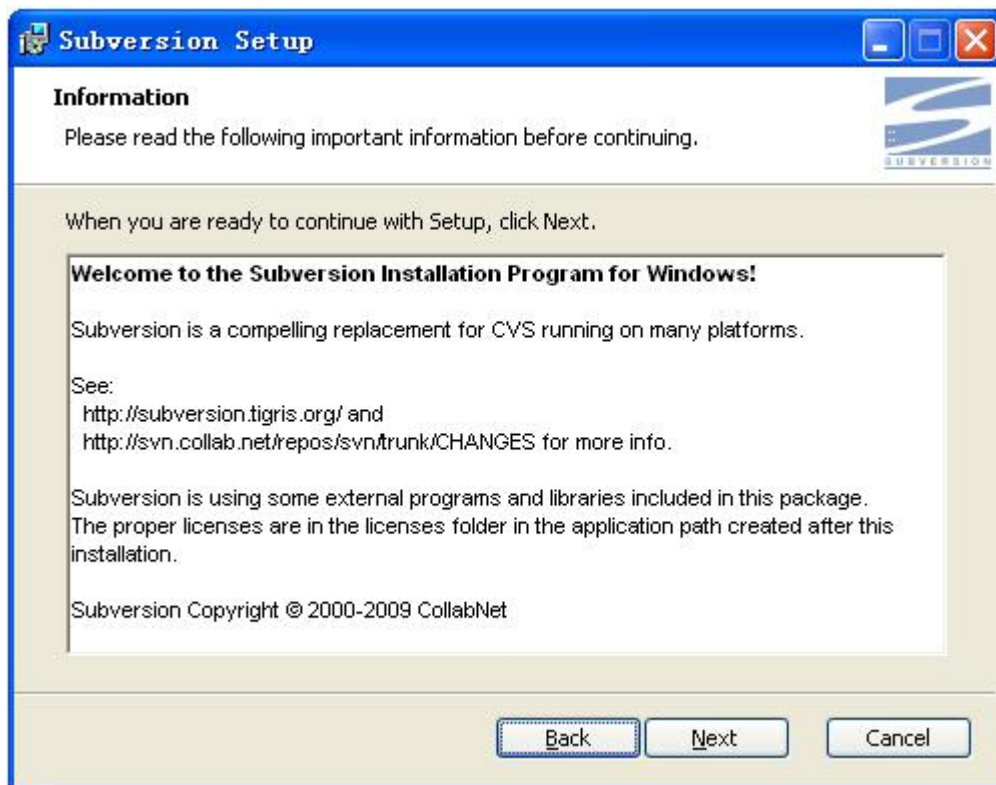 Subversion Setup
Information
Please read the following important information before continuing.
SUBVERSION
When you are ready to continue with Setup, click Next.
Welcome to the Subversion Installation Program for Windows!
Subversion is a compelling replacement for CVS running on many platforms.
See:
http://subversion.tigris.org/ and
http://svn.collab.net/repos/svn/trunk/CHANGES for more info.
Subversion is using some external programs and libraries included in this package.
The proper licenses are in the licenses folder in the application path created after this
installation.
Subversion Copyright © 2000-2009 CollabNet
Back Next Cancel